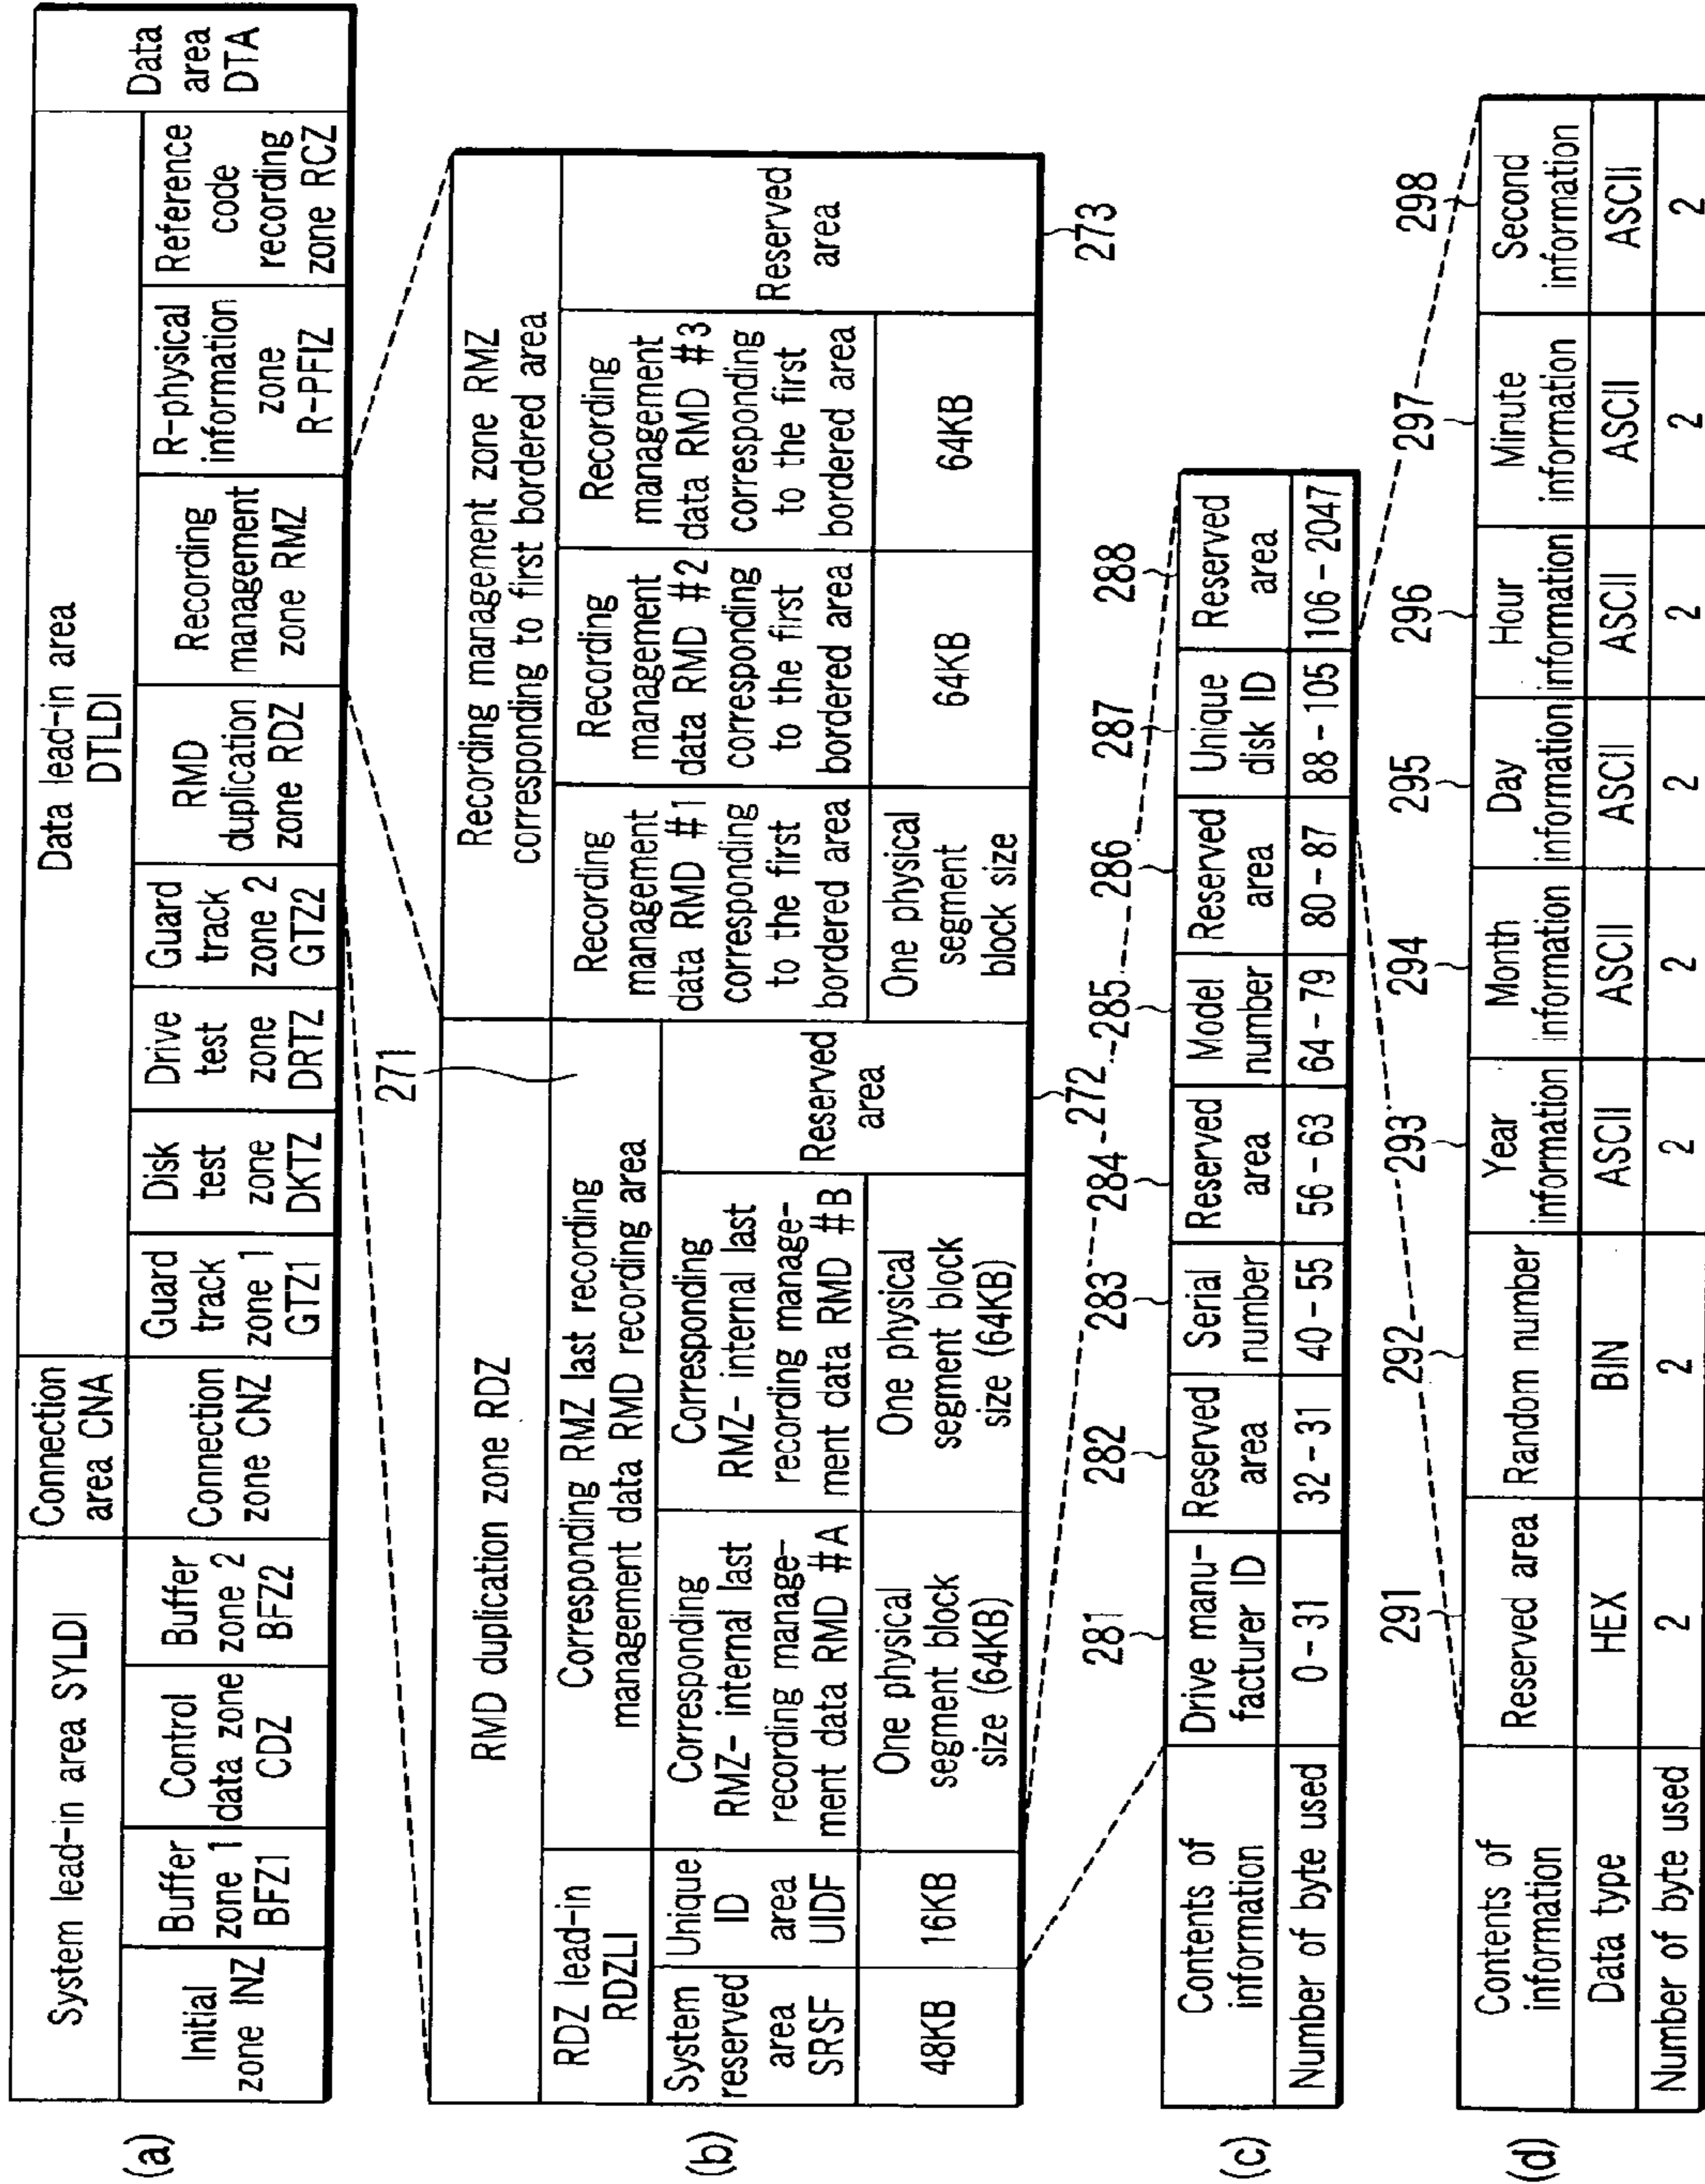 (a)
System lead-in area SYLDI
Connection
area CNA
Data lead-in area
DTLDI
Data
area
DTA
Initial
zone INZ
Buffer
zone 1
BFZ1
Control
data zone
CDZ
Buffer
zone 2
BFZ2
Connection
zone CNZ
Guard
track
zone 1
GTZ1
Disk
test
zone
DKTZ
Drive
test
zone
DRTZ
Guard
track
zone 2
GTZ2
RMD
duplication
zone RDZ
Recording
management
zone RMZ
R-physical
information
zone
R-PFIZ
Reference
code
recording
zone RCZ
271
(b)
RMD duplication zone RDZ
Recording management zone RMZ
corresponding to first bordered area
RDZ lead-in
RDZLI
Corresponding RMZ last recording
management data RMD recording area
System
reserved
area
SRSF
Unique
ID
area
UIDF
Corresponding
RMZ- internal last
recording manage-
ment data RMD #A
Corresponding
RMZ- internal last
recording manage-
ment data RMD #B
Reserved
area
Recording
management
data RMD #1
corresponding
to the first
bordered area
Recording
management
data RMD #2
corresponding
to the first
bordered area
Recording
management
data RMD #3
corresponding
to the first
bordered area
Reserved
area
48KB
16KB
One physical
segment block
size (64KB)
One physical
segment block
size (64KB)
One physical
segment
block size
64KB
64KB
272
273
281
282
283
284
285
286
287
288
(c)
Contents of
information
Drive manu-
facturer ID
Reserved
area
Serial
number
Reserved
area
Model
number
Reserved
area
Unique
disk ID
Reserved
area
Number of byte used
0 - 31
32 - 31
40 - 55
56 - 63
64 - 79
80 - 87
88 - 105
106 - 2047
291
292
293
294
295
296
297
298
(d)
Contents of
information
Reserved area
Random number
Year
information
Month
information
Day
information
Hour
information
Minute
information
Second
information
Data type
HEX
BIN
ASCII
ASCII
ASCII
ASCII
ASCII
ASCII
Number of byte used
2
2
2
2
2
2
2
2